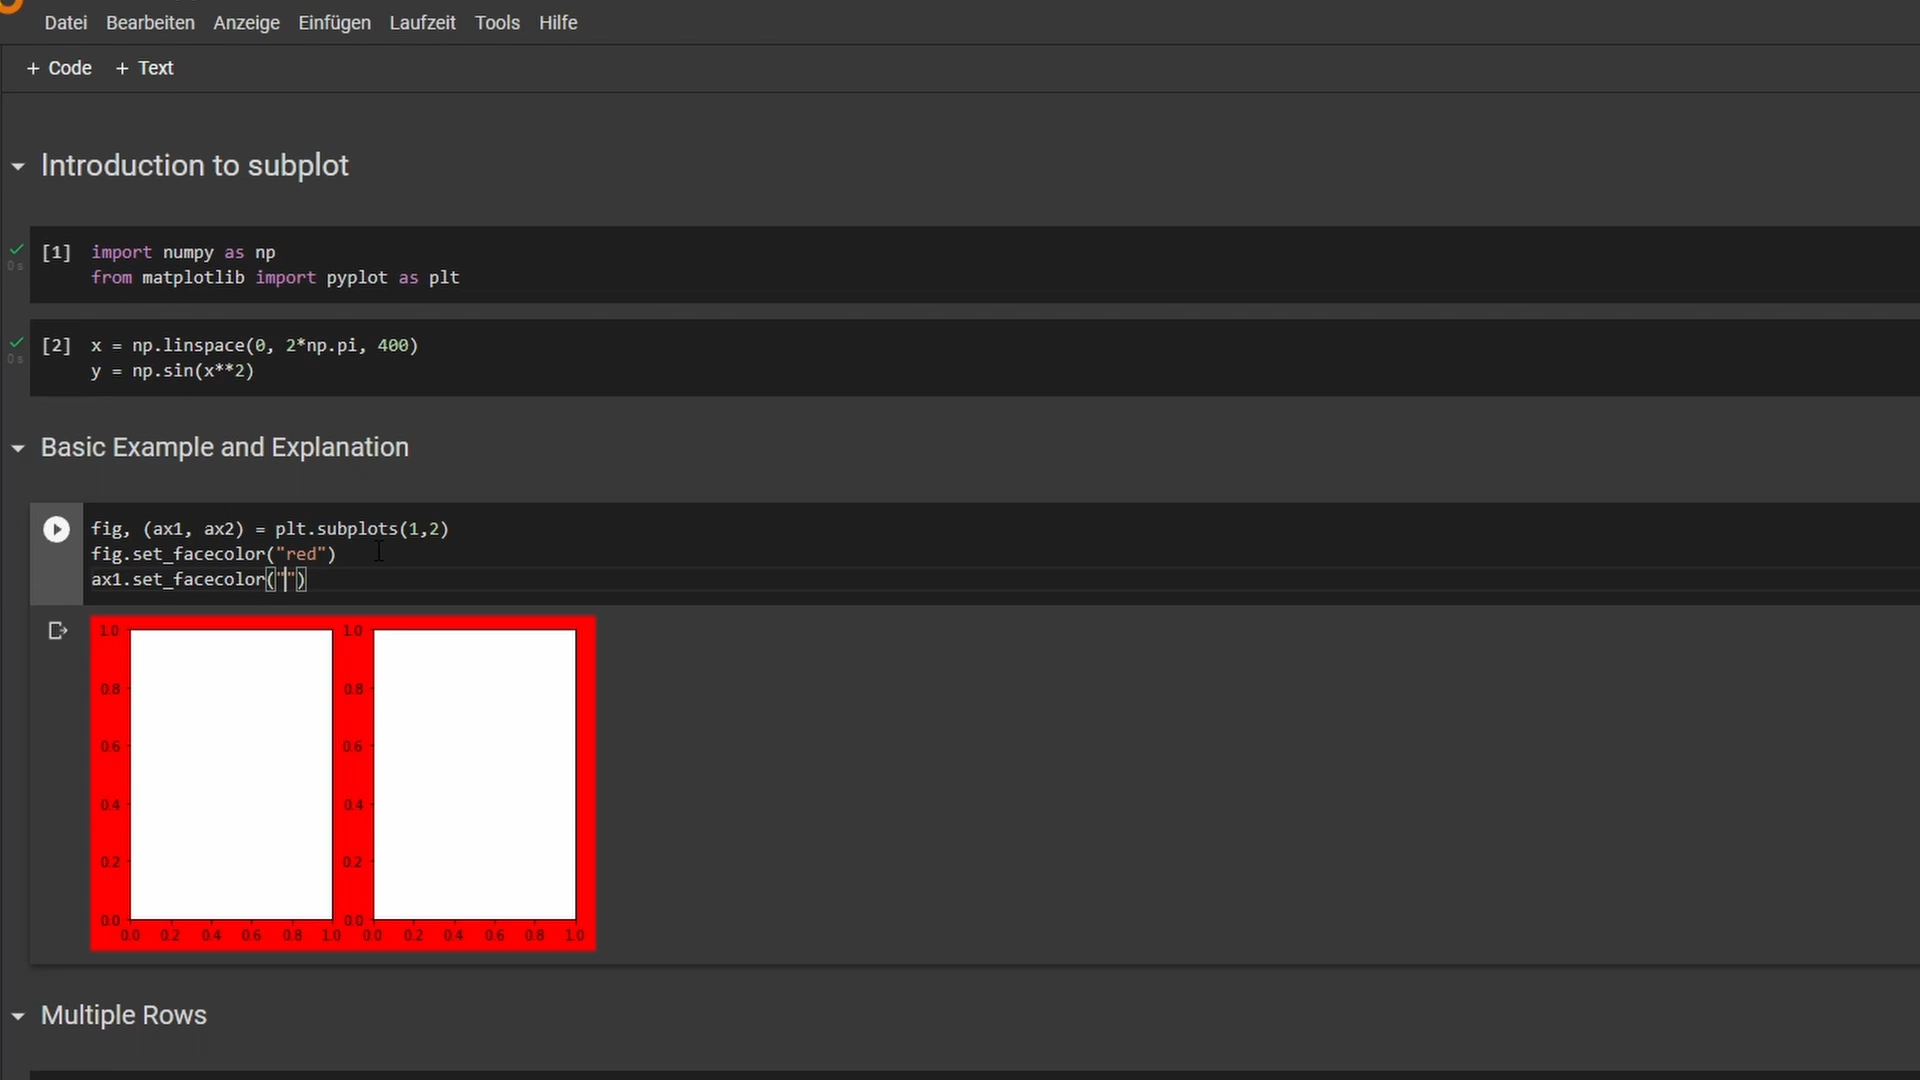 Datei Bearbeiten Anzeige Einfügen Laufzeit Tools Hilfe
+ Code + Text
Introduction to subplot
[1] import numpy as np
from matplotlib import pyplot as plt
0s
[2] x = np.linspace(0, 2*np.pi, 400)
0s
y = np.sin(x**2)
Basic Example and Explanation
fig, (ax1, ax2) = plt.subplots(1,2)
fig.set_facecolor("red")
ax1.set_facecolor("")
1.0 1.0
0.8 0.8
0.6 0.6
0.4 0.4
0.2 0.2
0.0 0.0
0.0 0.2 0.4 0.6 0.8 1.0 0.0 0.2 0.4 0.6 0.8 1.0
Multiple Rows